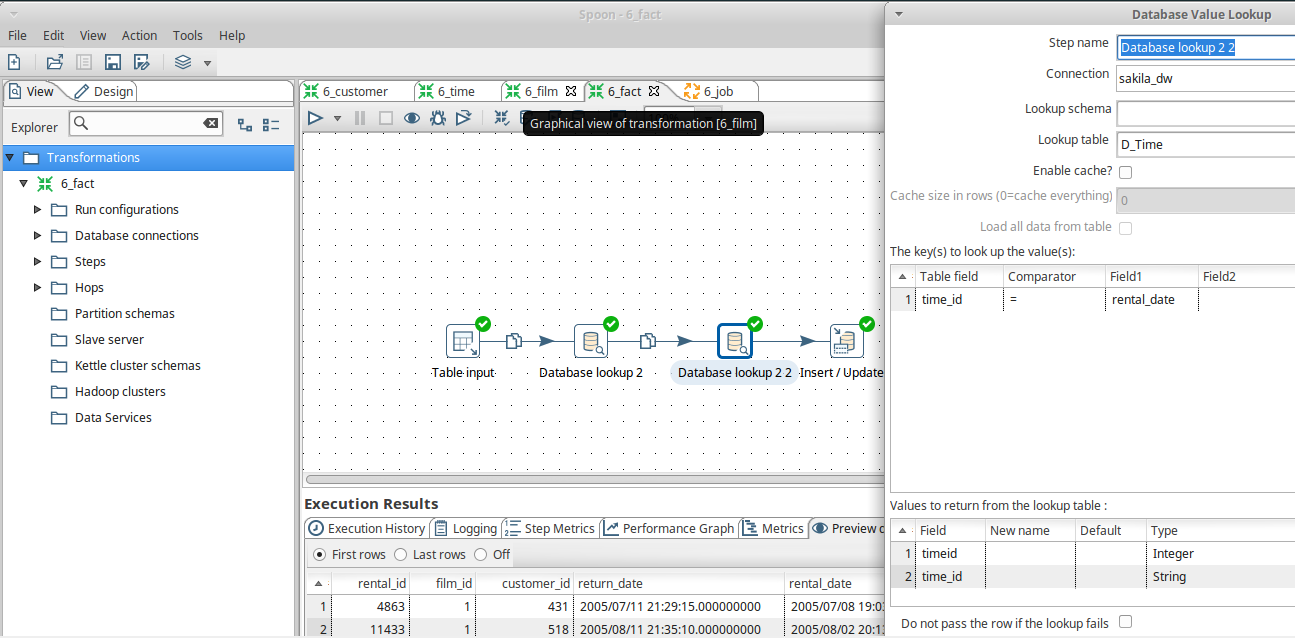 Spoon - 6_fact
File Edit View Action Tools Help
View Design
Explorer
Transformations
6_fact
Run configurations
Database connections
Steps
Hops
Partition schemas
Slave server
Kettle cluster schemas
Hadoop clusters
Data Services
6_customer 6_time 6_film 6_fact 6_job
Graphical view of transformation [6_film]
Table input Database lookup 2 Database lookup 2 2 Insert / Update
Execution Results
Execution History Logging Step Metrics Performance Graph Metrics Preview
First rows Last rows Off
rental_id film_id customer_id return_date rental_date
1 4863 1 431 2005/07/11 21:29:15.000000000 2005/07/08
2 11433 1 518 2005/08/11 21:35:10.000000000 2005/08/02
Database Value Lookup
Step name Database lookup 2 2
Connection sakila_dw
Lookup schema
Lookup table D_Time
Enable cache?
Cache size in rows (0=cache everything) 0
Load all data from table
The key(s) to look up the value(s):
Table field Comparator Field1 Field2
1 time_id = rental_date
Values to return from the lookup table :
Field New name Default Type
1 timeid Integer
2 time_id String
Do not pass the row if the lookup fails